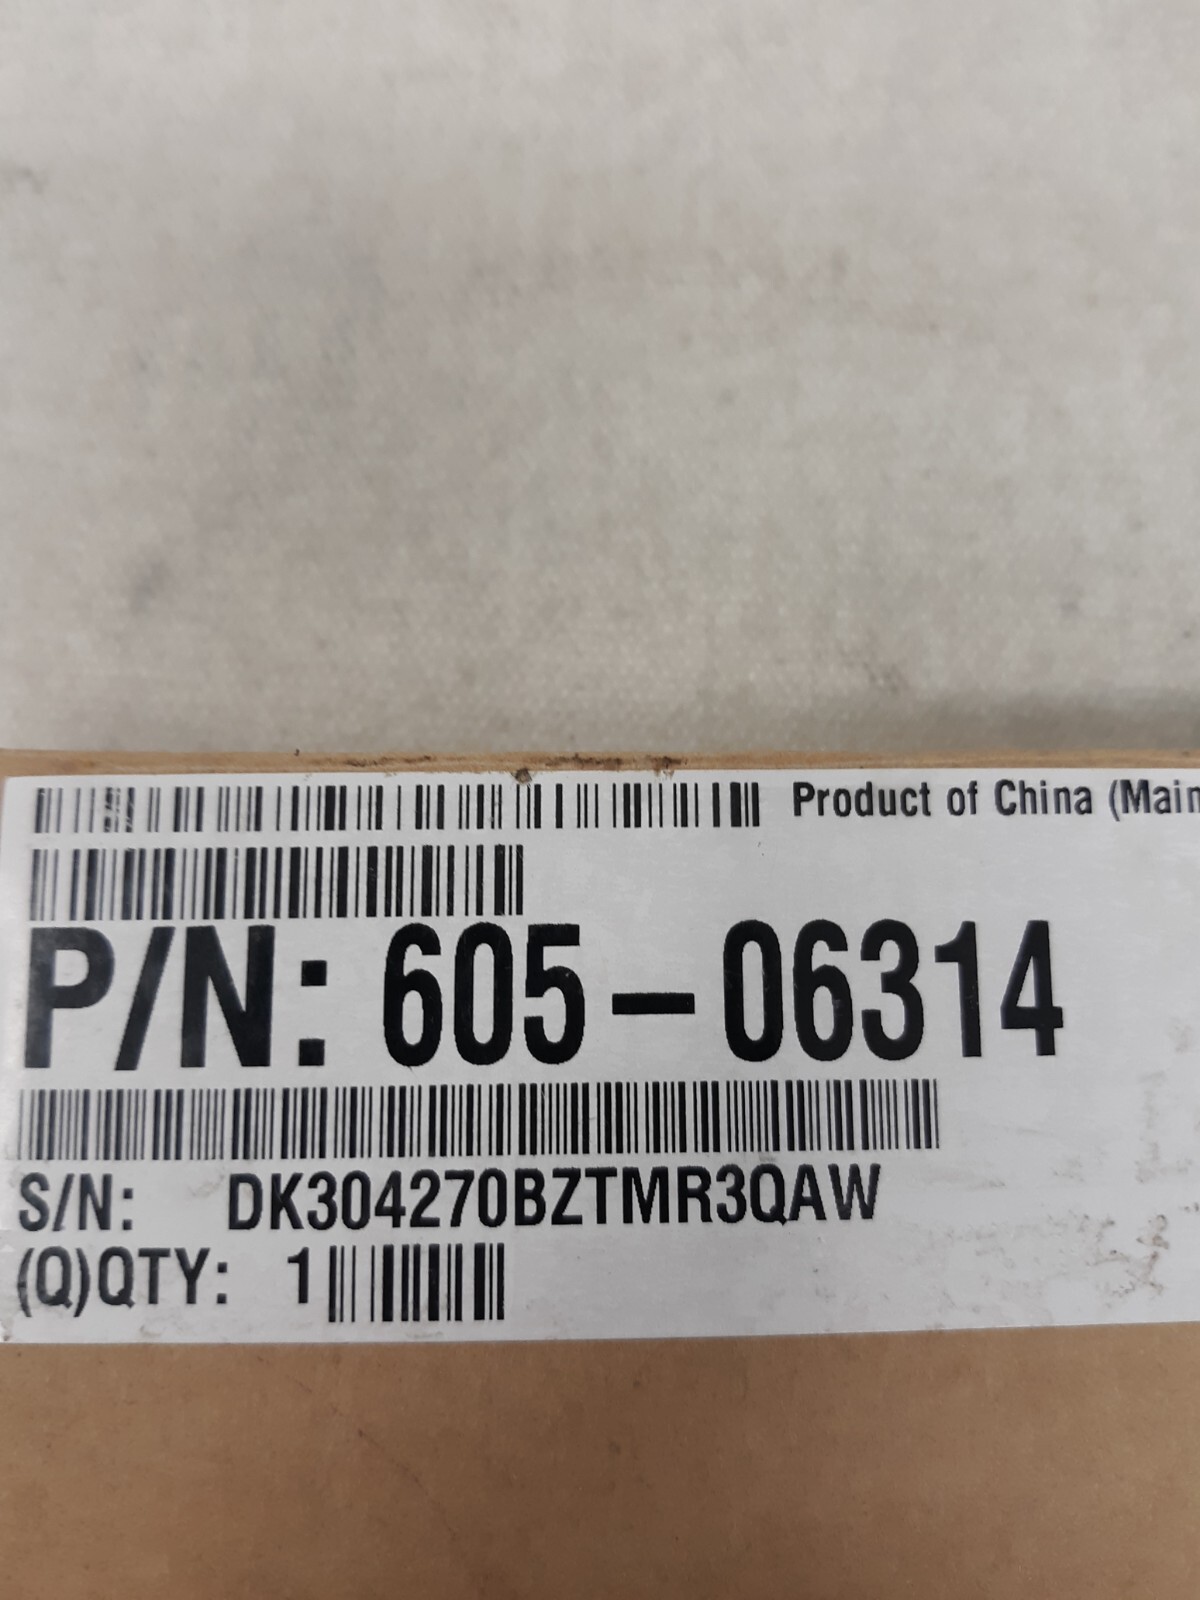 Product of China (Main
P/N: 605-06314
S/N: DK304270BZTMR3QAW
(Q)QTY: 1